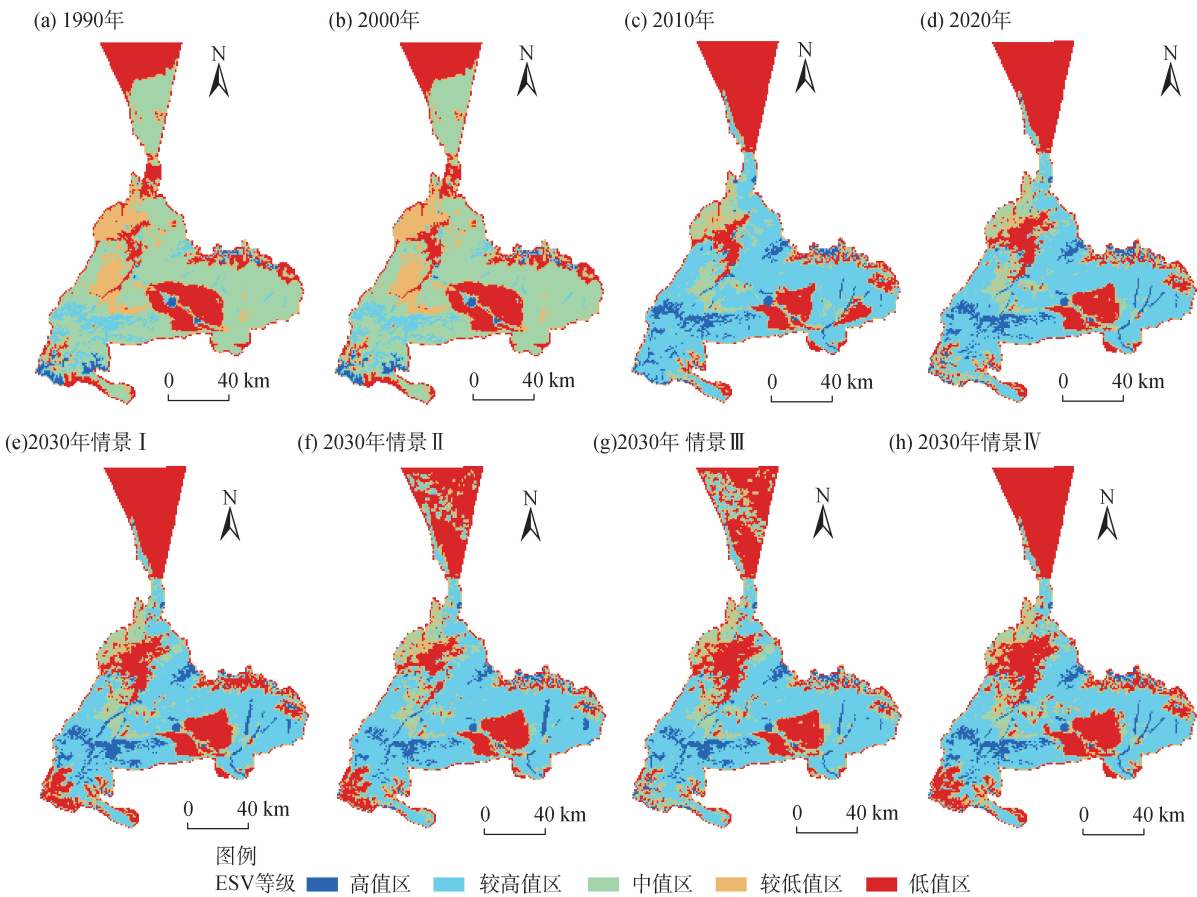 (a) 1990年
(b) 2000年
(c) 2010年
(d) 2020年
N
N
N
N
0 40 km
0 40 km
0 40 km
0 40 km
(e)2030年情景Ⅰ
(f) 2030年情景Ⅱ
(g)2030年 情景Ⅲ
(h) 2030年情景Ⅳ
N
N
N
N
0 40 km
0 40 km
0 40 km
0 40 km
图例
ESV等级 高值区 较高值区 中值区 较低值区 低值区